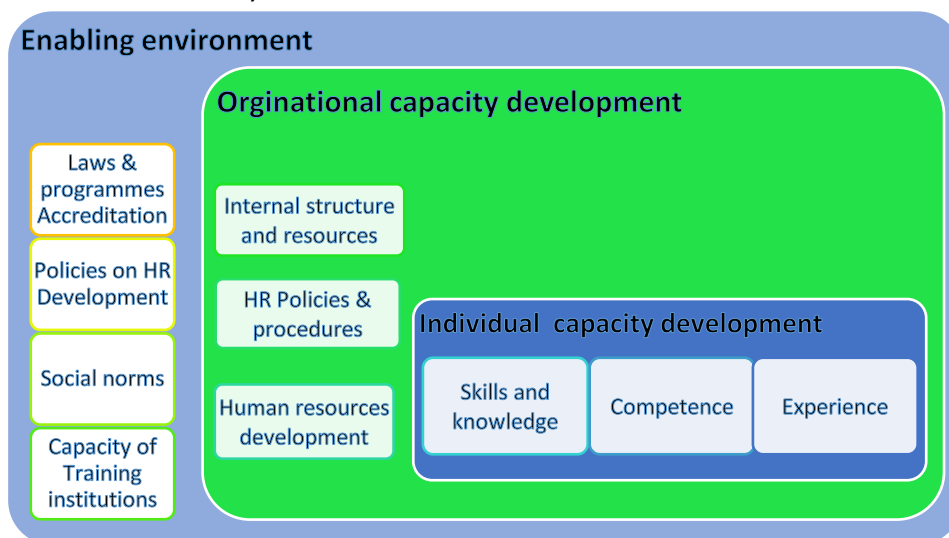 Enabling environment
Orginational capacity development
Laws &
programmes
Accreditation
Policies on HR
Development
Social norms
Capacity of
Training
institutions
Internal structure
and resources
HR Policies &
procedures
Human resources
development
Individual capacity development
Skills and
knowledge
Competence
Experience